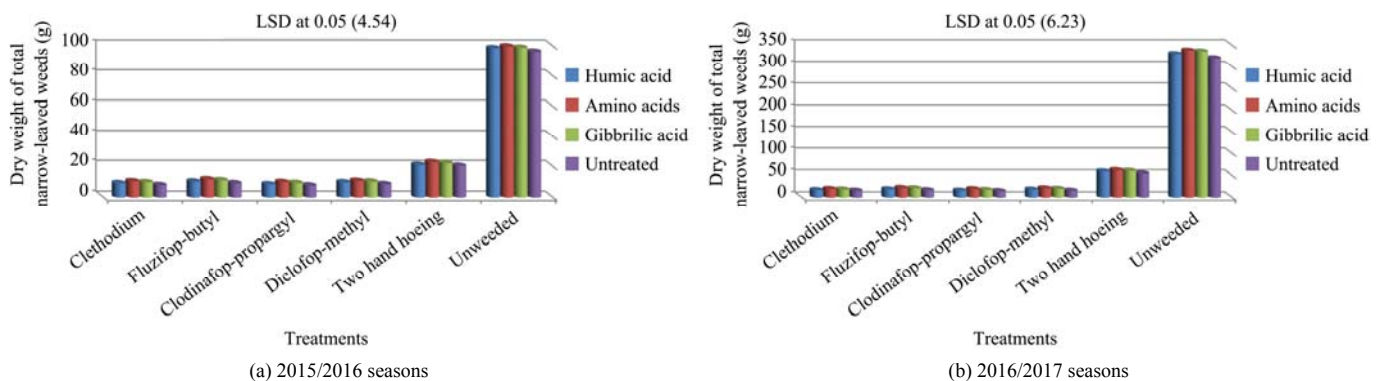 LSD at 0.05 (4.54)
Dry weight of total
narrow-leaved weeds (g)
100
80
60
40
20
0
Clethodium
Fluzifop-butyl
Clodinafop-propargyl
Diclofop-methyl
Two hand hoeing
Unweeded
Treatments
Humic acid
Amino acids
Gibbrilic acid
Untreated
(a) 2015/2016 seasons
LSD at 0.05 (6.23)
Dry weight of total
narrow-leaved weeds (g)
350
300
250
200
150
100
50
0
Clethodium
Fluzifop-butyl
Clodinafop-propargyl
Diclofop-methyl
Two hand hoeing
Unweeded
Treatments
Humic acid
Amino acids
Gibbrilic acid
Untreated
(b) 2016/2017 seasons